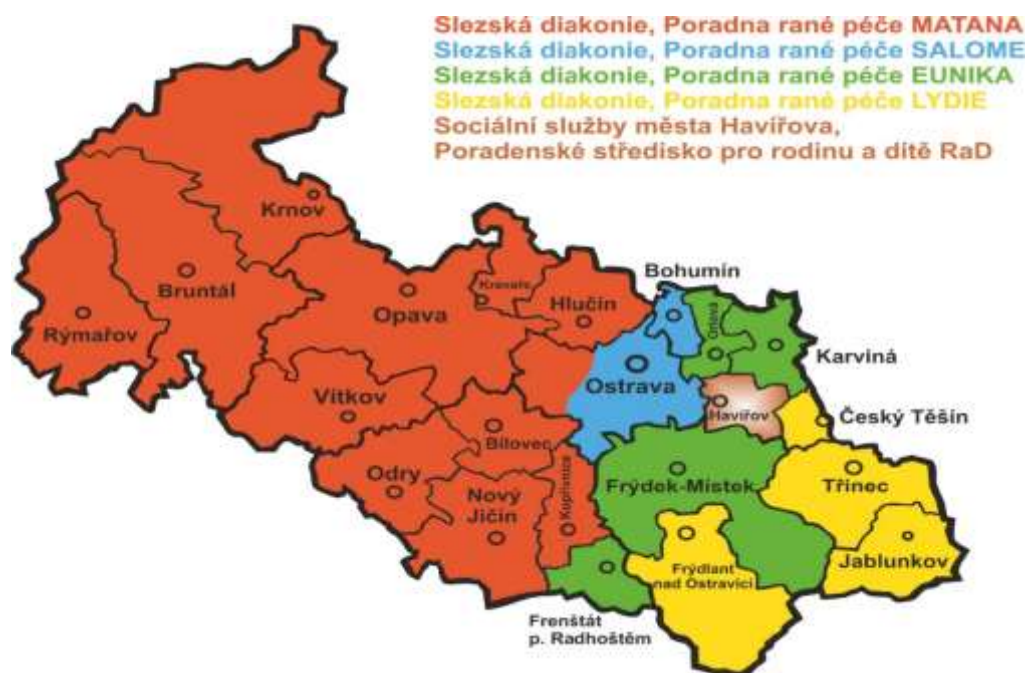 Slezská diakonie, Poradna rané péče MATANA
Slezská diakonie, Poradna rané péče SALOME
Slezská diakonie, Poradna rané péče EUNIKA
Slezská diakonie, Poradna rané péče LYDIE
Sociální služby města Havířova,
Poradenské středisko pro rodinu a dítě RaD
Krnov
Bruntál
Rýmařov
Opava
Kravaře
Hlučín
Bohumín
Orlová
Karviná
Ostrava
Havířov
Český Těšín
Vítkov
Bílovec
Odry
Nový
Jičín
Kopřivnice
Frýdek-Místek
Třinec
Jablunkov
Frýdlant
nad Ostravicí
Frenštát
p. Radhoštěm